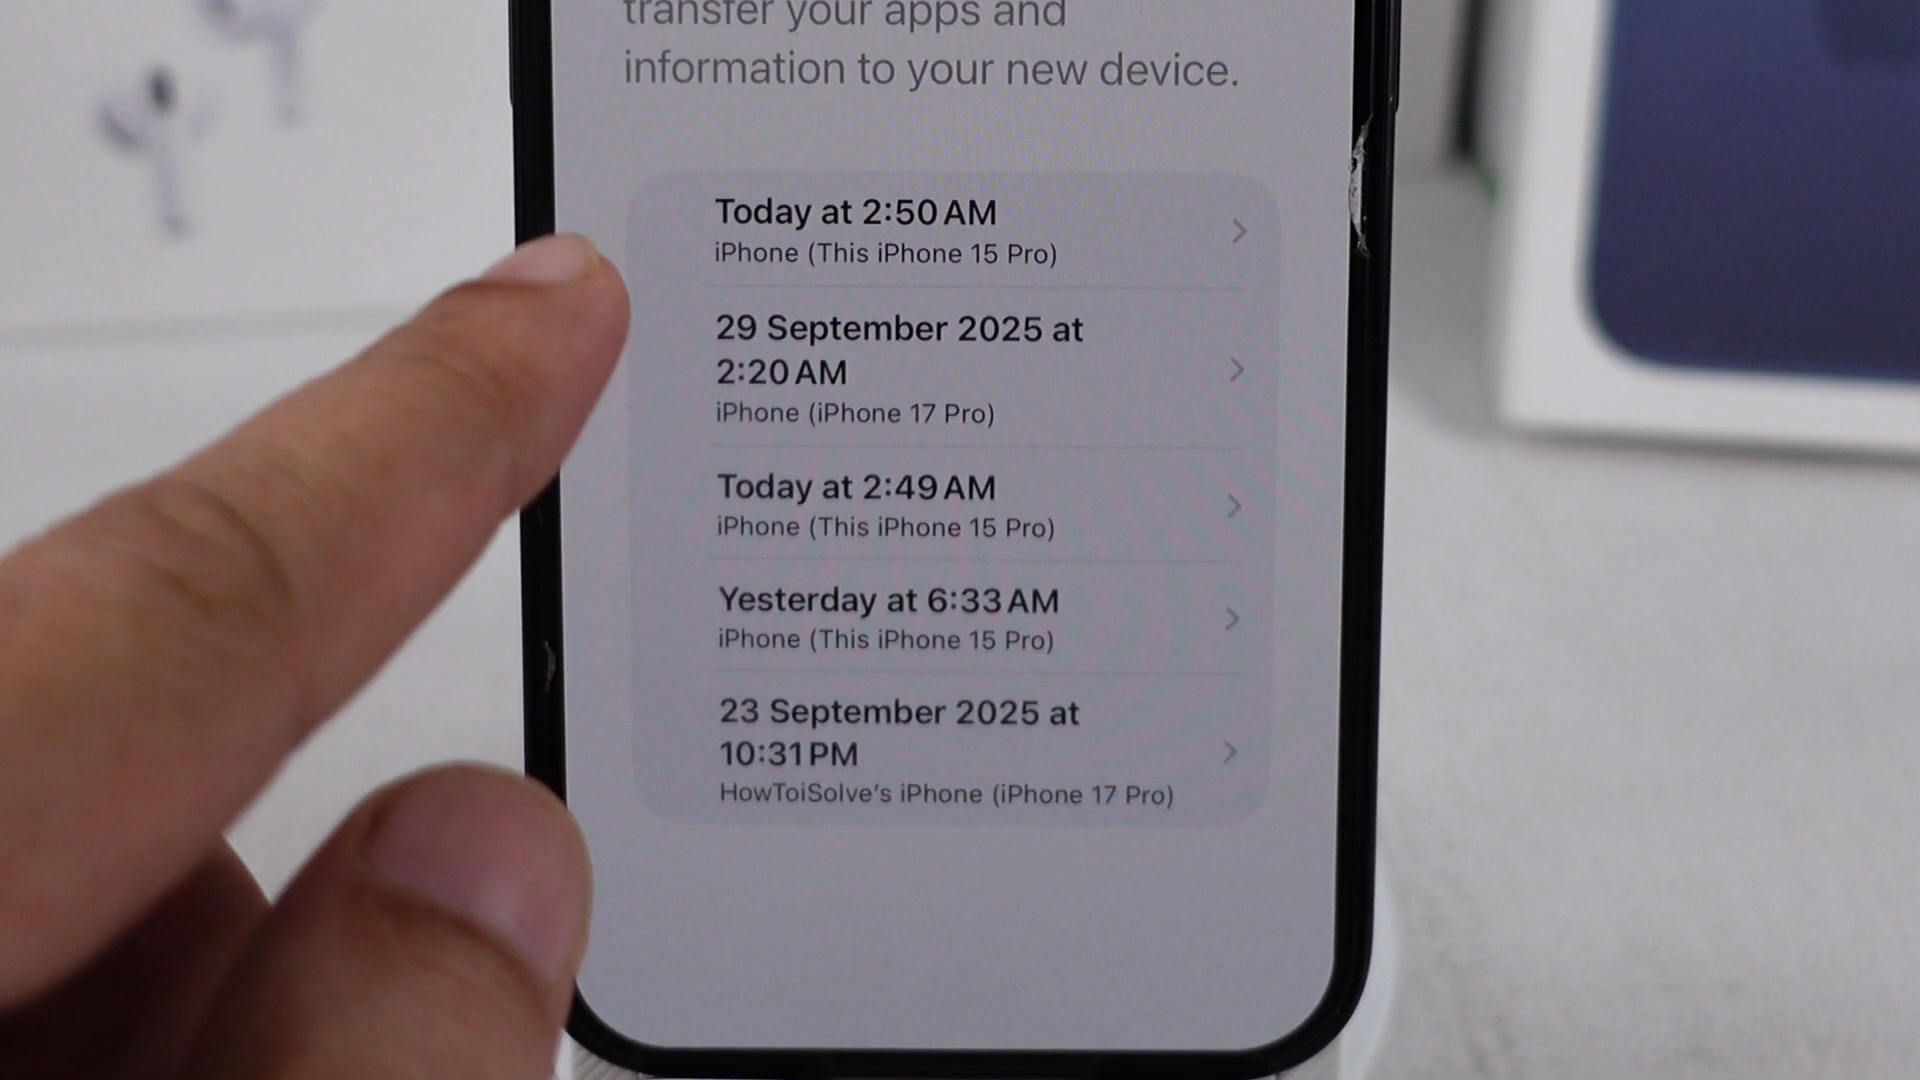 transfer your apps and
information to your new device.
Today at 2:50 AM
iPhone (This iPhone 15 Pro)
29 September 2025 at
2:20 AM
iPhone (iPhone 17 Pro)
Today at 2:49 AM
iPhone (This iPhone 15 Pro)
Yesterday at 6:33 AM
iPhone (This iPhone 15 Pro)
23 September 2025 at
10:31 PM
HowToiSolve's iPhone (iPhone 17 Pro)